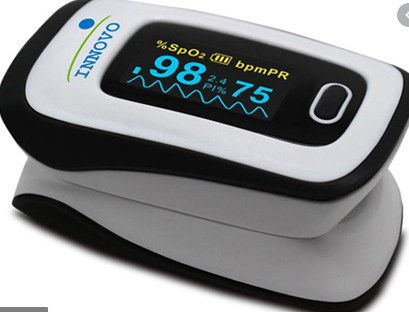 INNOVO
%SpO2 bpmPR
98 2.4 75
PI%